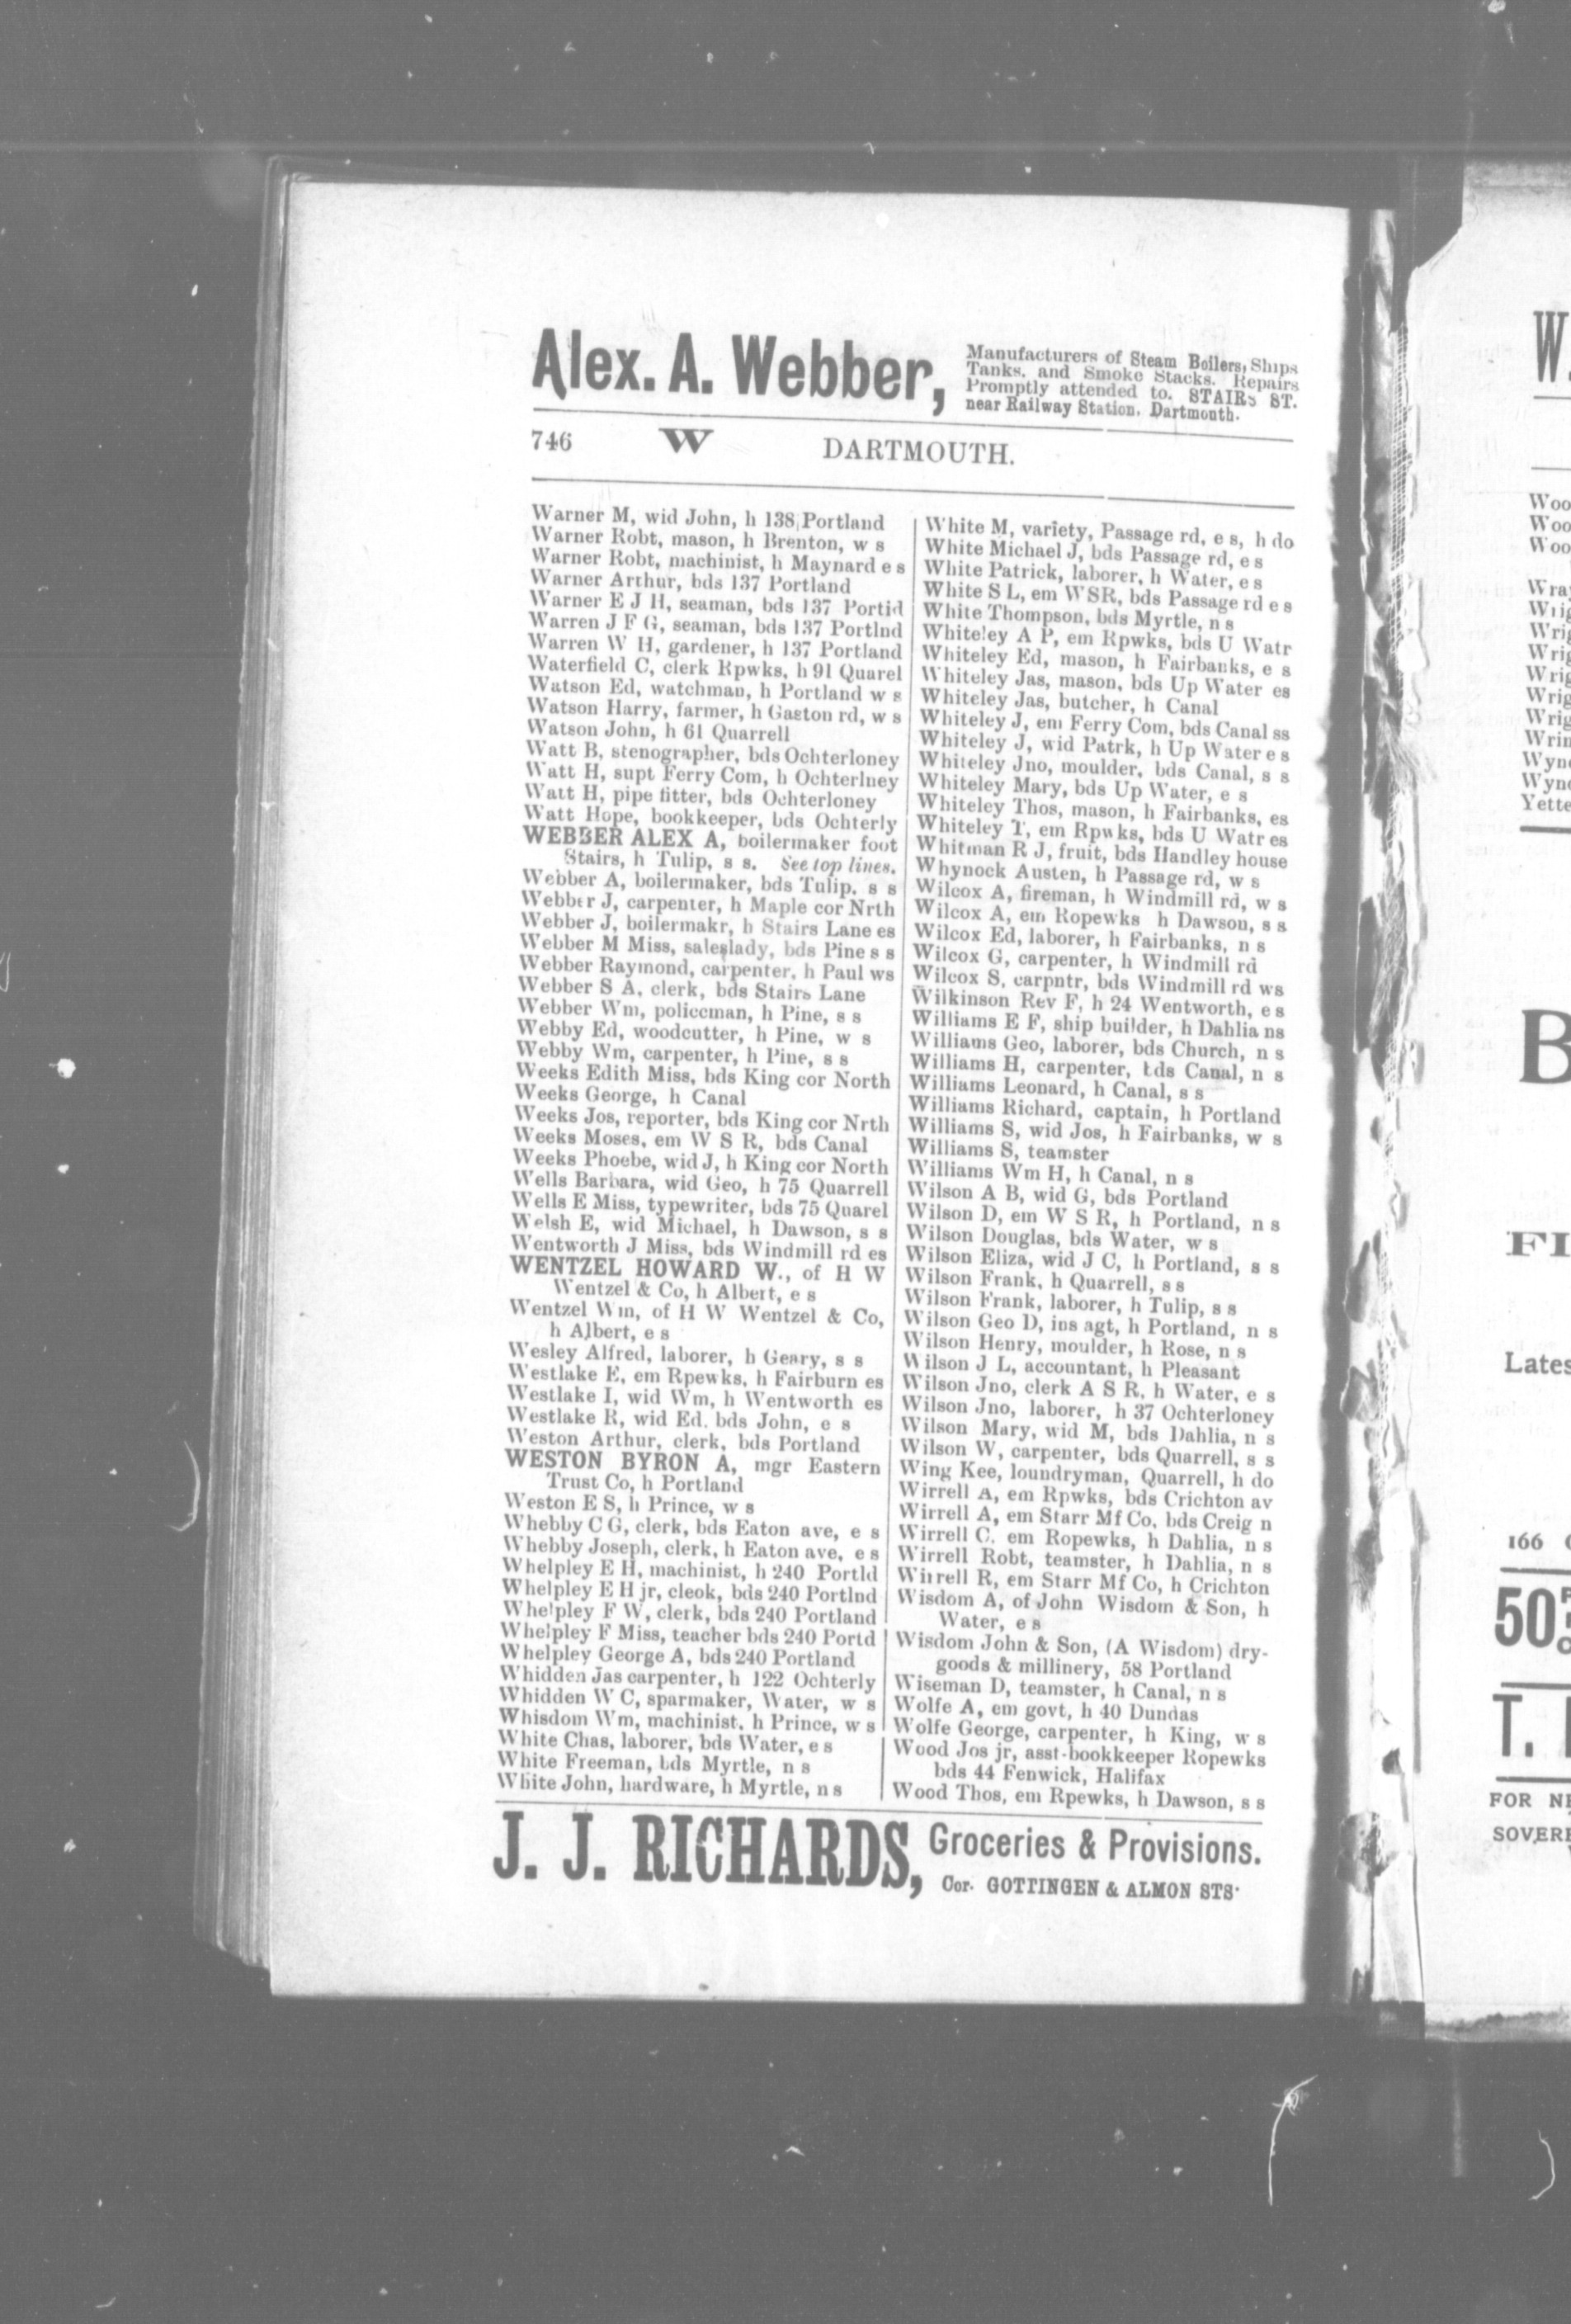 Alex. A. Webber,
Manufacturers of Steam Boilers, Ships
Tanks, and Smoke Stacks. Repairs
Promptly attended to. STAIRS ST.
near Railway Station, Dartmouth.
746 W DARTMOUTH.
Warner M, wid John, h 138 Portland
Warner Robt, mason, h Brenton, w s
Warner Robt, machinist, h Maynard e s
Warner Arthur, bds 137 Portland
Warner E J H, seaman, bds 137 Portld
Warren J F G, seaman, bds 137 Portlnd
Warren W H, gardener, h 137 Portland
Waterfield C, clerk Rpwks, h 91 Quarel
Watson Ed, watchman, h Portland w s
Watson Harry, farmer, h Gaston rd, w s
Watson John, h 61 Quarrell
Watt B, stenographer, bds Ochterloney
Watt H, supt Ferry Com, h Ochterlney
Watt H, pipe fitter, bds Ochterloney
Watt Hope, bookkeeper, bds Ochterly
WEBBER ALEX A, boilermaker foot
Stairs, h Tulip, s s. See top lines.
Webber A, boilermaker, bds Tulip, s s
Webber J, carpenter, h Maple cor Nrth
Webber J, boilermakr, h Stairs Lane es
Webber M Miss, saleslady, bds Pine s s
Webber Raymond, carpenter, h Paul ws
Webber S A, clerk, bds Stairs Lane
Webber Wm, policeman, h Pine, s s
Webby Ed, woodcutter, h Pine, w s
Webby Wm, carpenter, h Pine, s s
Weeks Edith Miss, bds King cor North
Weeks George, h Canal
Weeks Jos, reporter, bds King cor Nrth
Weeks Moses, em W S R, bds Canal
Weeks Phoebe, wid J, h King cor North
Wells Barbara, wid Geo, h 75 Quarrell
Wells E Miss, typewriter, bds 75 Quarel
Welsh E, wid Michael, h Dawson, s s
Wentworth J Miss, bds Windmill rd es
WENTZEL HOWARD W., of H W
Wentzel & Co, h Albert, e s
Wentzel Wm, of H W Wentzel & Co,
h Albert, e s
Wesley Alfred, laborer, h Geary, s s
Westlake E, em Rpewks, h Fairburn es
Westlake I, wid Wm, h Wentworth es
Westlake R, wid Ed. bds John, e s
Weston Arthur, clerk, bds Portland
WESTON BYRON A, mgr Eastern
Trust Co, h Portland
Weston E S, h Prince, w s
Whebby C G, clerk, bds Eaton ave, e s
Whebby Joseph, clerk, h Eaton ave, e s
Whelpley E H, machinist, h 240 Portld
Whelpley E H jr, cleok, bds 240 Portlnd
Whelpley F W, clerk, bds 240 Portland
Whelpley F Miss, teacher bds 240 Portd
Whelpley George A, bds 240 Portland
Whidden Jas carpenter, h 122 Ochterly
Whidden W C, sparmaker, Water, w s
Whisdom Wm, machinist, h Prince, w s
White Chas, laborer, bds Water, e s
White Freeman, bds Myrtle, n s
White John, hardware, h Myrtle, n s
White M, variety, Passage rd, e s, h do
White Michael J, bds Passage rd, e s
White Patrick, laborer, h Water, e s
White S L, em WSR, bds Passage rd e s
White Thompson, bds Myrtle, n s
Whiteley A P, em Rpwks, bds U Watr
Whiteley Ed, mason, h Fairbanks, e s
Whiteley Jas, mason, bds Up Water es
Whiteley Jas, butcher, h Canal
Whiteley J, em Ferry Com, bds Canal ss
Whiteley J, wid Patrk, h Up Water e s
Whiteley Jno, moulder, bds Canal, s s
Whiteley Mary, bds Up Water, e s
Whiteley Thos, mason, h Fairbanks, es
Whiteley T, em Rpwks, bds U Watr es
Whitman R J, fruit, bds Handley house
Whynock Austen, h Passage rd, w s
Wilcox A, fireman, h Windmill rd, w s
Wilcox A, em Ropewks h Dawson, s s
Wilcox Ed, laborer, h Fairbanks, n s
Wilcox G, carpenter, h Windmill rd
Wilcox S, carpntr, bds Windmill rd ws
Wilkinson Rev F, h 24 Wentworth, e s
Williams E F, ship builder, h Dahlia ns
Williams Geo, laborer, bds Church, n s
Williams H, carpenter, bds Canal, n s
Williams Leonard, h Canal, s s
Williams Richard, captain, h Portland
Williams S, wid Jos, h Fairbanks, w s
Williams S, teamster
Williams Wm H, h Canal, n s
Wilson A B, wid G, bds Portland
Wilson D, em W S R, h Portland, n s
Wilson Douglas, bds Water, w s
Wilson Eliza, wid J C, h Portland, s s
Wilson Frank, h Quarrell, s s
Wilson Frank, laborer, h Tulip, s s
Wilson Geo D, ins agt, h Portland, n s
Wilson Henry, moulder, h Rose, n s
Wilson J L, accountant, h Pleasant
Wilson Jno, clerk A S R, h Water, e s
Wilson Jno, laborer, h 37 Ochterloney
Wilson Mary, wid M, bds Dahlia, n s
Wilson W, carpenter, bds Quarrell, s s
Wing Kee, loundryman, Quarrell, h do
Wirrell A, em Rpwks, bds Crichton av
Wirrell A, em Starr Mf Co, bds Creig n
Wirrell C. em Ropewks, h Dahlia, n s
Wirrell Robt, teamster, h Dahlia, n s
Wirrell R, em Starr Mf Co, h Crichton
Wisdom A, of John Wisdom & Son, h
Water, e s
Wisdom John & Son, (A Wisdom) dry-
goods & millinery, 58 Portland
Wiseman D, teamster, h Canal, n s
Wolfe A, em govt, h 40 Dundas
Wolfe George, carpenter, h King, w s
Wood Jos jr, asst-bookkeeper Ropewks
bds 44 Fenwick, Halifax
Wood Thos, em Rpewks, h Dawson, s s
J. J. RICHARDS, Groceries & Provisions.
Cor. GOTTINGEN & ALMON STS.
W.
Woo
Woo
Woo
Wray
Wrig
Wrig
Wrig
Wrig
Wrig
Wrig
Wrin
Wyn
Wyn
Yette
B
FI
Lates
166
50
T.
FOR NE
SOVERE